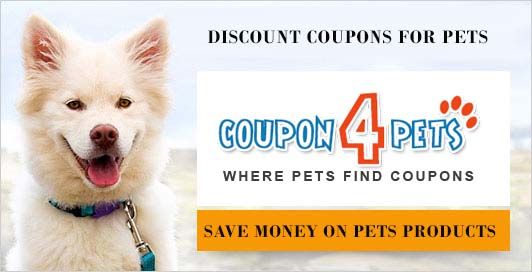 DISCOUNT COUPONS FOR PETS
COUPON 4 PETS
WHERE PETS FIND COUPONS
SAVE MONEY ON PETS PRODUCTS